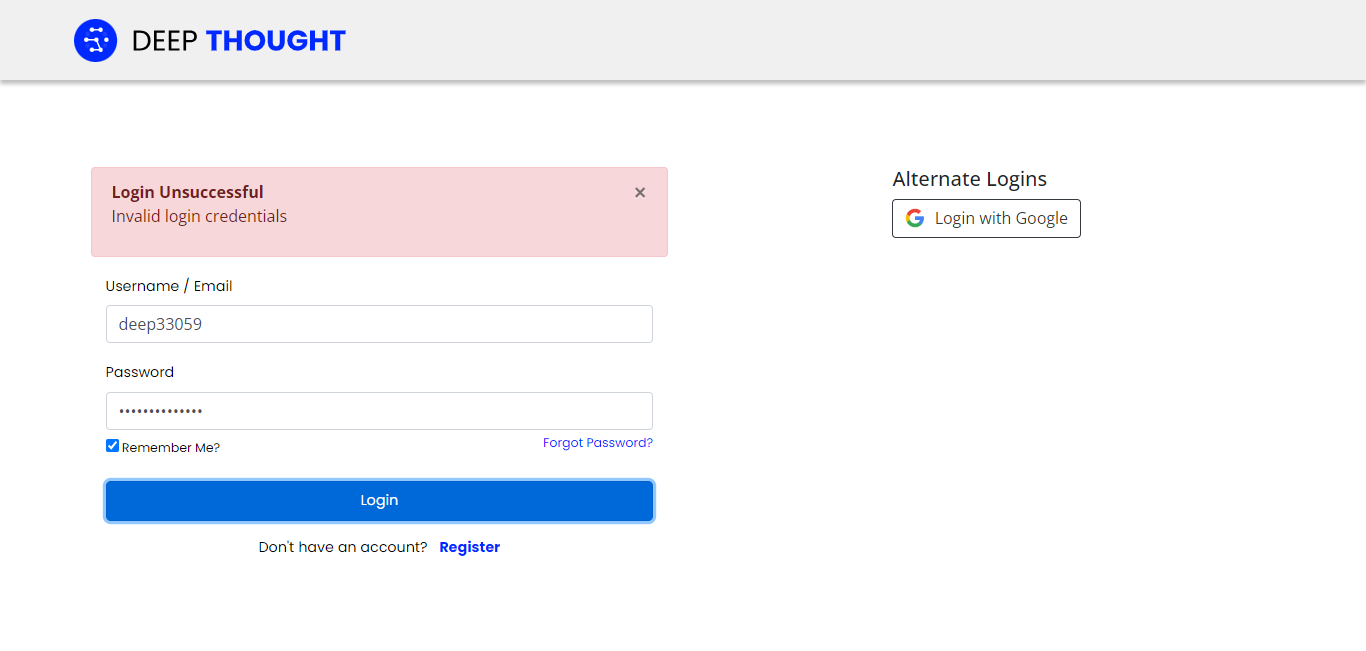 DEEP THOUGHT
Login Unsuccessful
×
Invalid login credentials
Username / Email
deep33059
Password
••••••••••••••
Remember Me?
Forgot Password?
Login
Don't have an account? Register
Alternate Logins
Login with Google